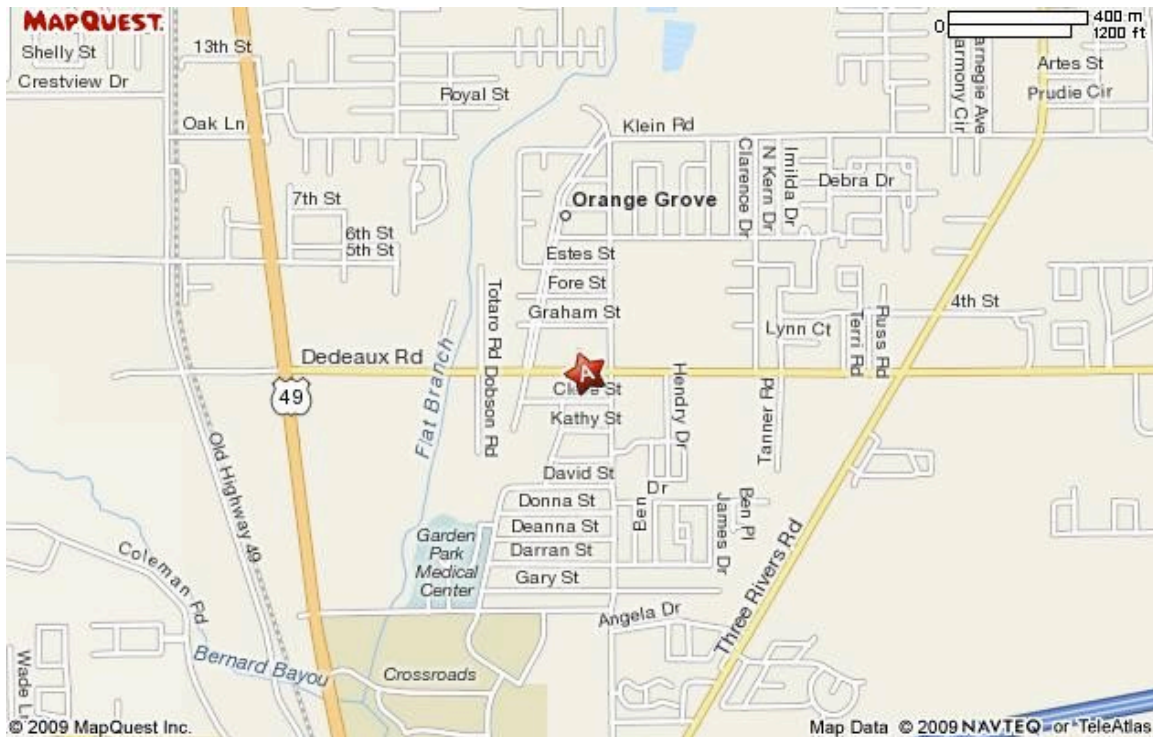 MAPQUEST.
0
400 m
1200 ft
Shelly St
13th St
Crestview Dr
Royal St
Artes St
Prudie Cir
armony Cir
arnegie Ave
Oak Ln
Klein Rd
Clarence Dr
N Kern Dr
Imilda Dr
Debra Dr
7th St
Orange Grove
6th St
5th St
Estes St
Totaro Rd
Fore St
Graham St
4th St
Lynn Ct
Terri Rd
Russ Rd
Dedeaux Rd
Flat Branch
A
49
Dobson Rd
Kathy St
Hendry Dr
Tanner Rd
Old Highway 49
David St
Donna St
Ben Dr
James Dr
Ben Pl
Deanna St
Garden
Park
Medical
Center
Darran St
Gary St
Coleman Rd
Angela Dr
Three Rivers Rd
Bernard Bayou
Crossroads
Wade Ln
© 2009 MapQuest Inc.
Map Data © 2009 NAVTEQ or TeleAtlas